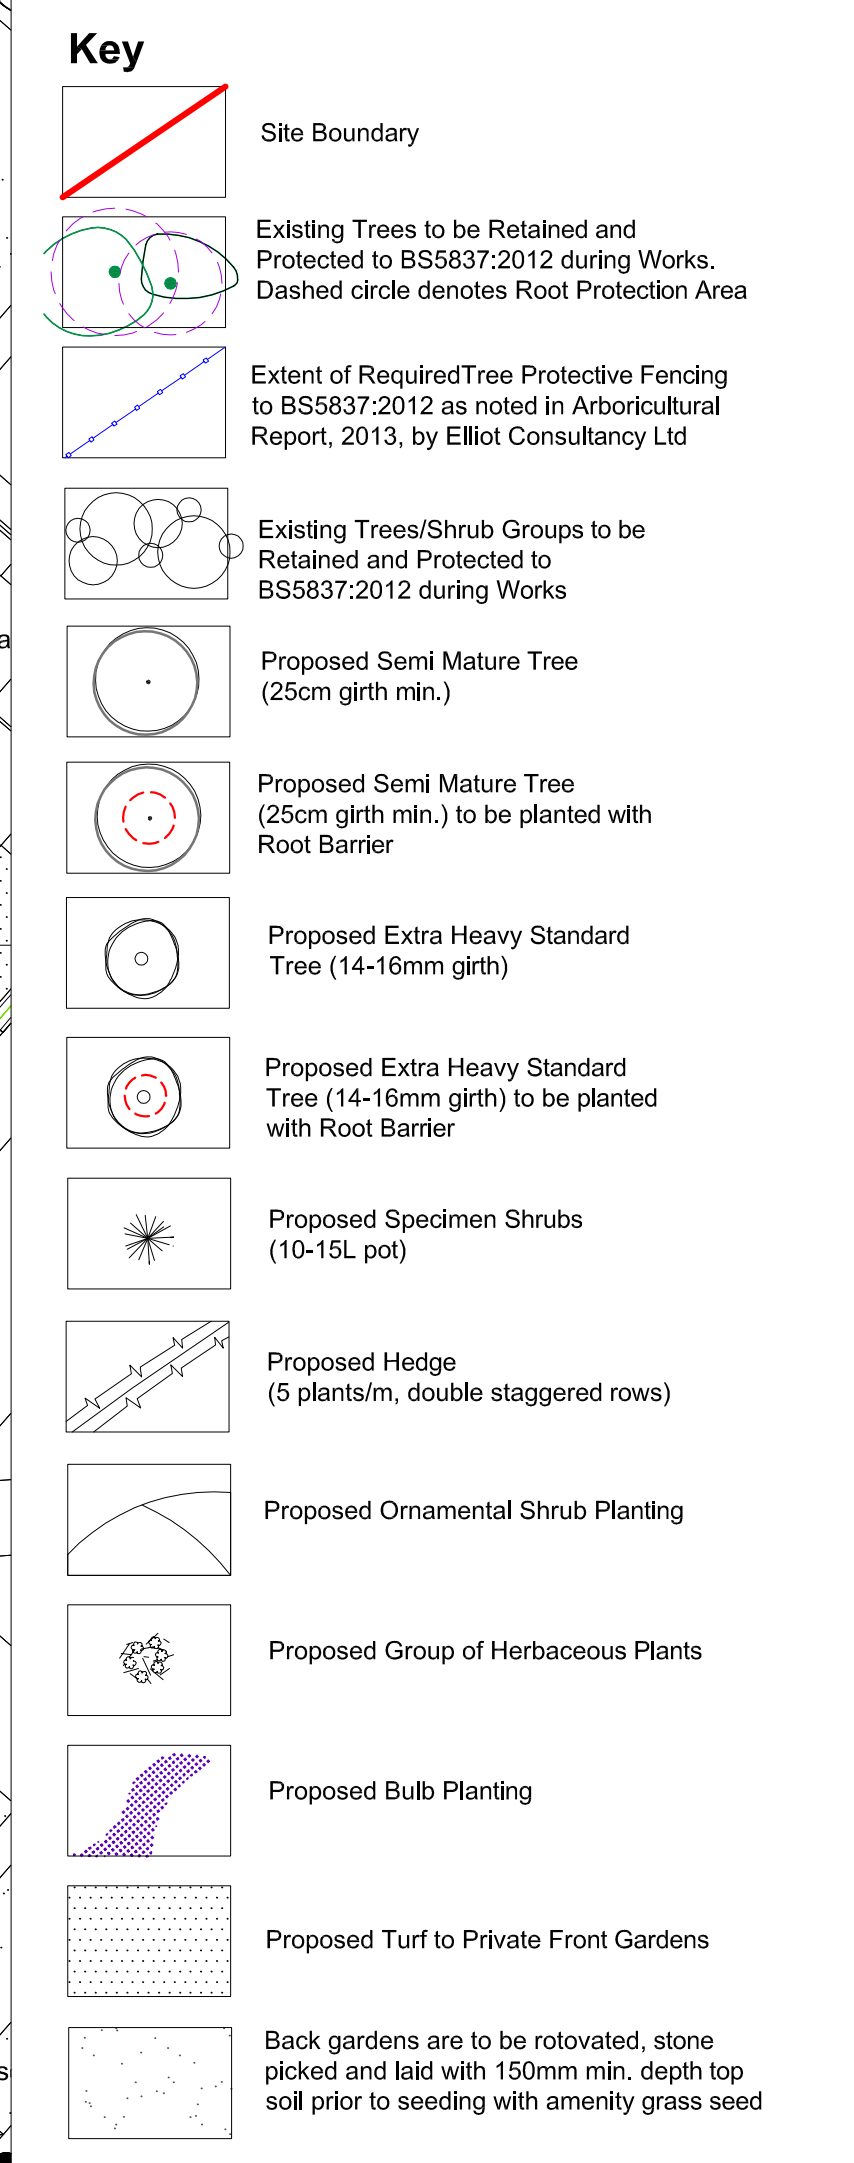 Key
Site Boundary
Existing Trees to be Retained and
Protected to BS5837:2012 during Works.
Dashed circle denotes Root Protection Area
Extent of RequiredTree Protective Fencing
to BS5837:2012 as noted in Arboricultural
Report, 2013, by Elliot Consultancy Ltd
Existing Trees/Shrub Groups to be
Retained and Protected to
BS5837:2012 during Works
Proposed Semi Mature Tree
(25cm girth min.)
Proposed Semi Mature Tree
(25cm girth min.) to be planted with
Root Barrier
Proposed Extra Heavy Standard
Tree (14-16mm girth)
Proposed Extra Heavy Standard
Tree (14-16mm girth) to be planted
with Root Barrier
Proposed Specimen Shrubs
(10-15L pot)
Proposed Hedge
(5 plants/m, double staggered rows)
Proposed Ornamental Shrub Planting
Proposed Group of Herbaceous Plants
Proposed Bulb Planting
Proposed Turf to Private Front Gardens
Back gardens are to be rotovated, stone
picked and laid with 150mm min. depth top
soil prior to seeding with amenity grass seed